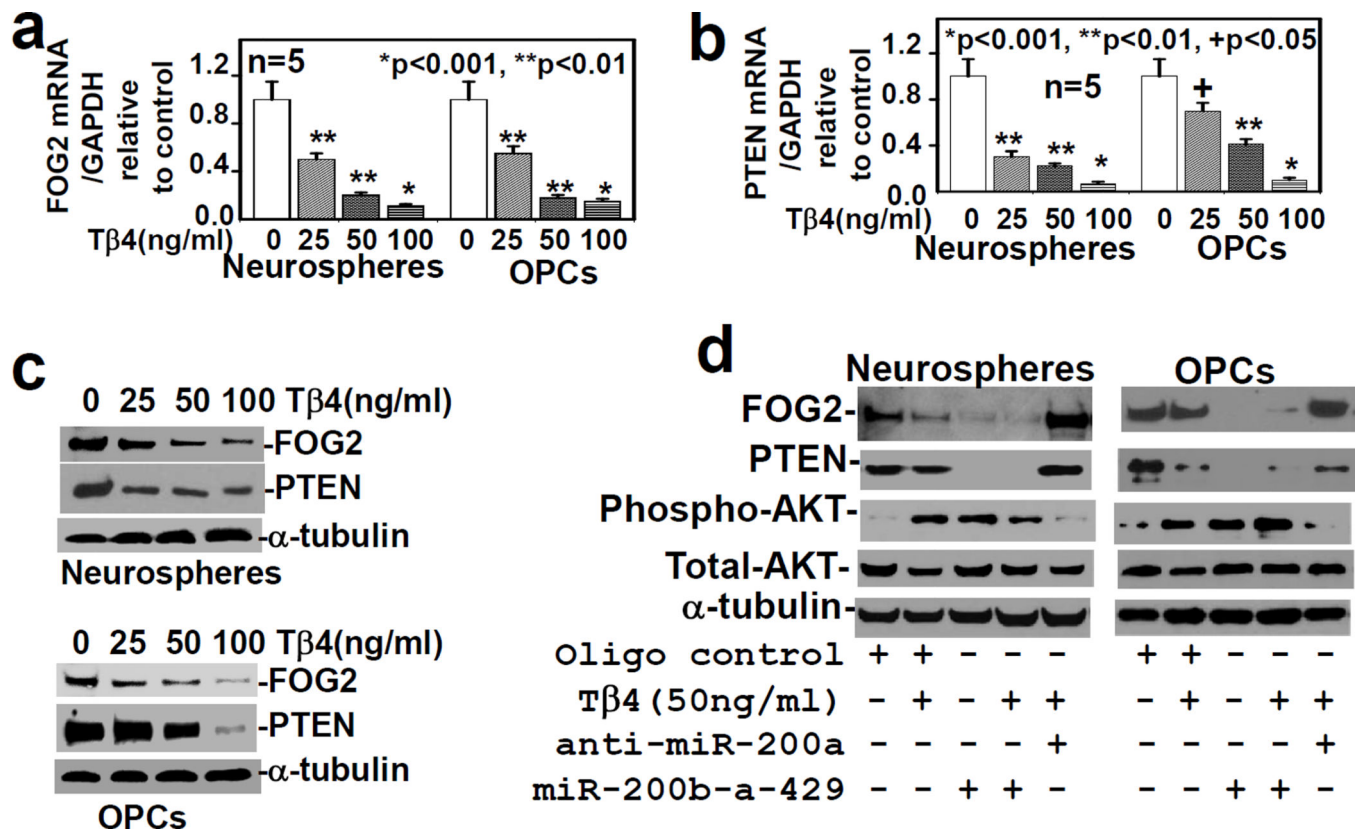 a
FOG2 mRNA
/GAPDH
relative
to control
1.2
0.8
0.4
0.0
n=5
*p<0.001, **p<0.01
** ** * ** ** *
Tβ4(ng/ml) 0 25 50 100 0 25 50 100
Neurospheres OPCs
b
PTEN mRNA
/GAPDH
relative
to control
1.2
0.8
0.4
0.0
*p<0.001, **p<0.01, +p<0.05
n=5
** ** * + ** *
Tβ4(ng/ml) 0 25 50 100 0 25 50 100
Neurospheres OPCs
c
0 25 50 100 Tβ4(ng/ml)
-FOG2
-PTEN
-α-tubulin
Neurospheres
0 25 50 100 Tβ4(ng/ml)
-FOG2
-PTEN
-α-tubulin
OPCs
d
Neurospheres OPCs
FOG2-
PTEN-
Phospho-AKT-
Total-AKT-
α-tubulin-
Oligo control + + − − − + + − − −
Tβ4(50ng/ml) − + − + + − + − + +
anti-miR-200a − − − − + − − − − +
miR-200b-a-429 − − + + − − − + + −